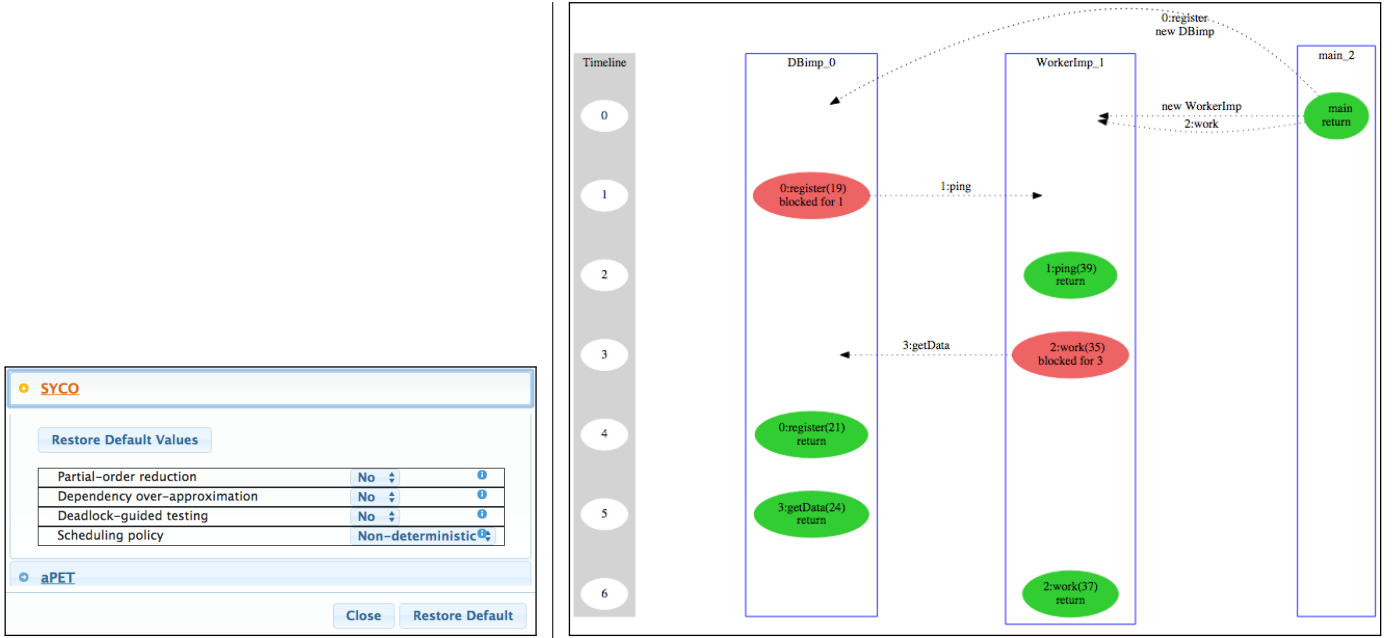 SYCO
Restore Default Values
Partial-order reduction No
Dependency over-approximation No
Deadlock-guided testing No
Scheduling policy Non-deterministic
aPET
Close Restore Default
0:register
new DBimp
Timeline DBimp_0 WorkerImp_1 main_2
0
new WorkerImp
2:work
main
return
1
0:register(19)
blocked for 1
1:ping
2
1:ping(39)
return
3
3:getData
2:work(35)
blocked for 3
4
0:register(21)
return
5
3:getData(24)
return
6
2:work(37)
return